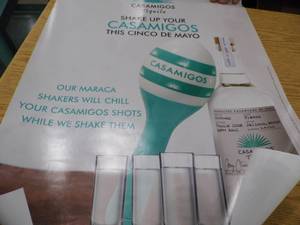 CASAMIGOS
Tequila
SHAKE UP YOUR
CASAMIGOS
THIS CINCO DE MAYO
CASAMIGOS
OUR MARACA
SHAKERS WILL CHILL
YOUR CASAMIGOS SHOTS
WHILE WE SHAKE THEM